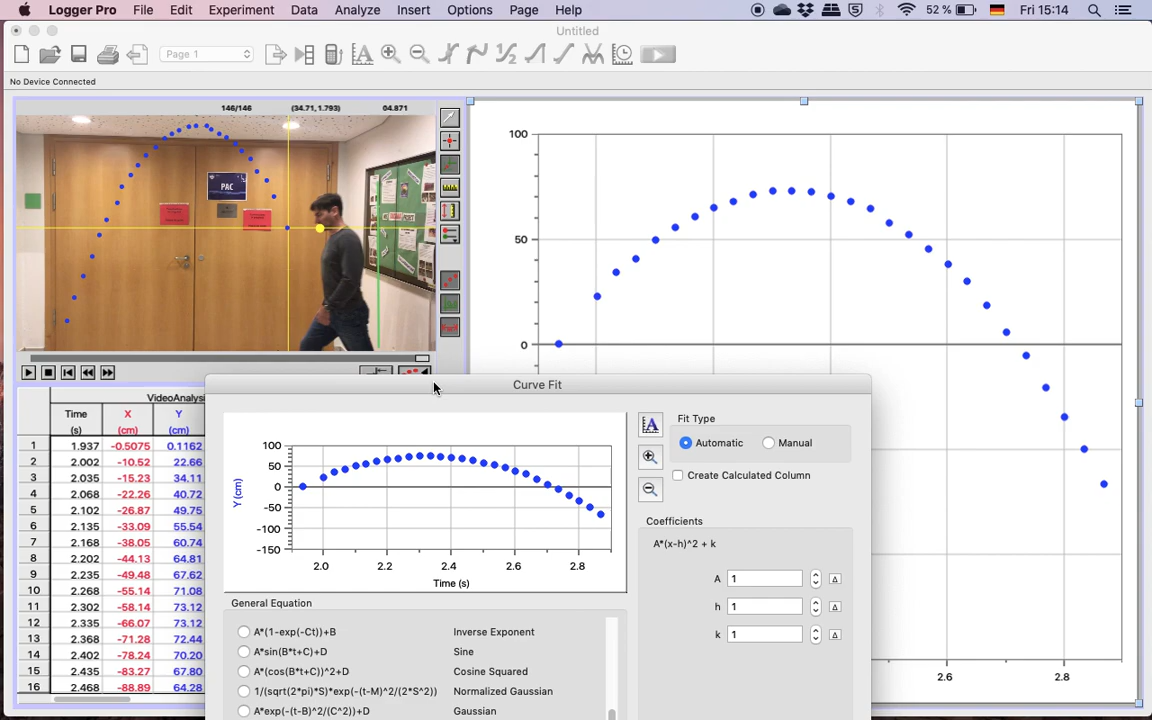 Logger Pro File Edit Experiment Data Analyze Insert Options Page Help 52 % Fri 15:14
Untitled
Page 1
No Device Connected
146/146 (34.71, 1.793) 04.871
PAC
100
50
0
2.6 2.8
VideoAnalysis
Time X Y
(s) (cm) (cm)
1 1.937 -0.5075 0.1162
2 2.002 -10.52 22.66
3 2.035 -15.23 34.11
4 2.068 -22.26 40.72
5 2.102 -26.87 49.75
6 2.135 -33.09 55.54
7 2.168 -38.05 60.74
8 2.202 -44.13 64.81
9 2.235 -49.48 67.62
10 2.268 -55.14 71.08
11 2.302 -58.14 73.12
12 2.335 -66.07 73.12
13 2.368 -71.28 72.44
14 2.402 -78.24 70.20
15 2.435 -83.27 67.80
16 2.468 -88.89 64.28
Curve Fit
100
50
0
-50
-100
-150
Y (cm)
2.0 2.2 2.4 2.6 2.8
Time (s)
Fit Type
Automatic Manual
Create Calculated Column
Coefficients
A*(x-h)^2 + k
A 1
h 1
k 1
General Equation
A*(1-exp(-Ct))+B Inverse Exponent
A*sin(B*t+C)+D Sine
A*(cos(B*t+C))^2+D Cosine Squared
1/(sqrt(2*pi)*S)*exp(-(t-M)^2/(2*S^2)) Normalized Gaussian
A*exp(-(t-B)^2/(C^2))+D Gaussian